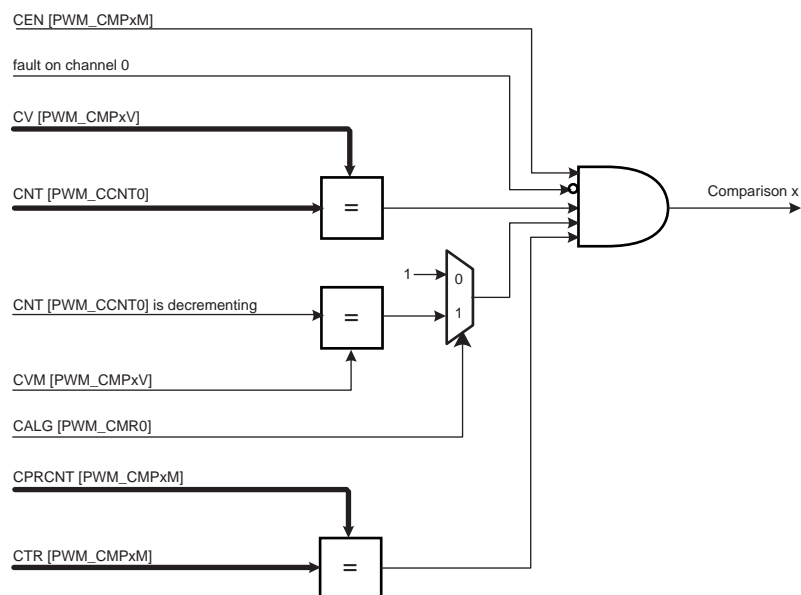 CEN [PWM_CMPxM]
fault on channel 0
CV [PWM_CMPxV]
CNT [PWM_CCNT0]
=
Comparison x
1
0
CNT [PWM_CCNT0] is decrementing
=
1
CVM [PWM_CMPxV]
CALG [PWM_CMR0]
CPRCNT [PWM_CMPxM]
CTR [PWM_CMPxM]
=